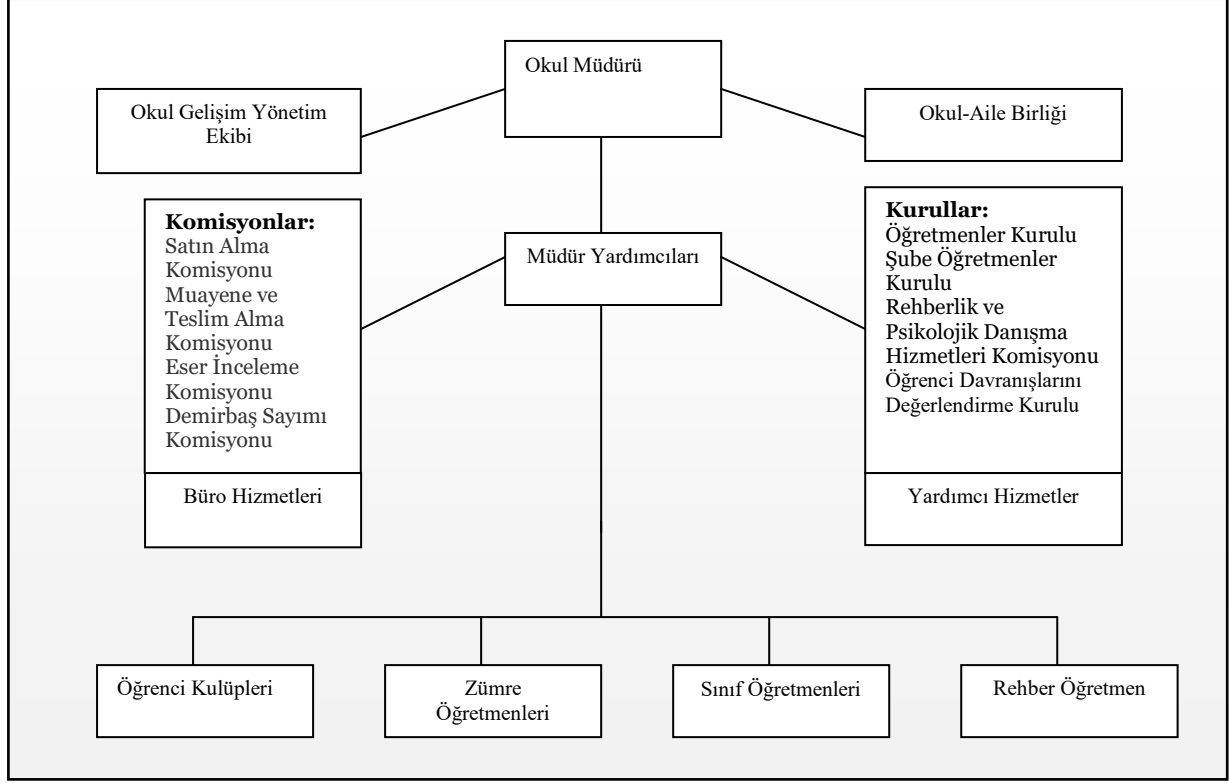 Okul Müdürü
Okul Gelişim Yönetim
Ekibi
Okul-Aile Birliği
Komisyonlar:
Satın Alma
Komisyonu
Muayene ve
Teslim Alma
Komisyonu
Eser İnceleme
Komisyonu
Demirbaş Sayımı
Komisyonu
Müdür Yardımcıları
Kurullar:
Öğretmenler Kurulu
Şube Öğretmenler
Kurulu
Rehberlik ve
Psikolojik Danışma
Hizmetleri Komisyonu
Öğrenci Davranışlarını
Değerlendirme Kurulu
Büro Hizmetleri
Yardımcı Hizmetler
Öğrenci Kulüpleri
Zümre
Öğretmenleri
Sınıf Öğretmenleri
Rehber Öğretmen